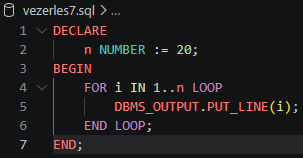 vezerles7.sql > ...
1 DECLARE
2     n NUMBER := 20;
3 BEGIN
4     FOR i IN 1..n LOOP
5         DBMS_OUTPUT.PUT_LINE(i);
6     END LOOP;
7 END;